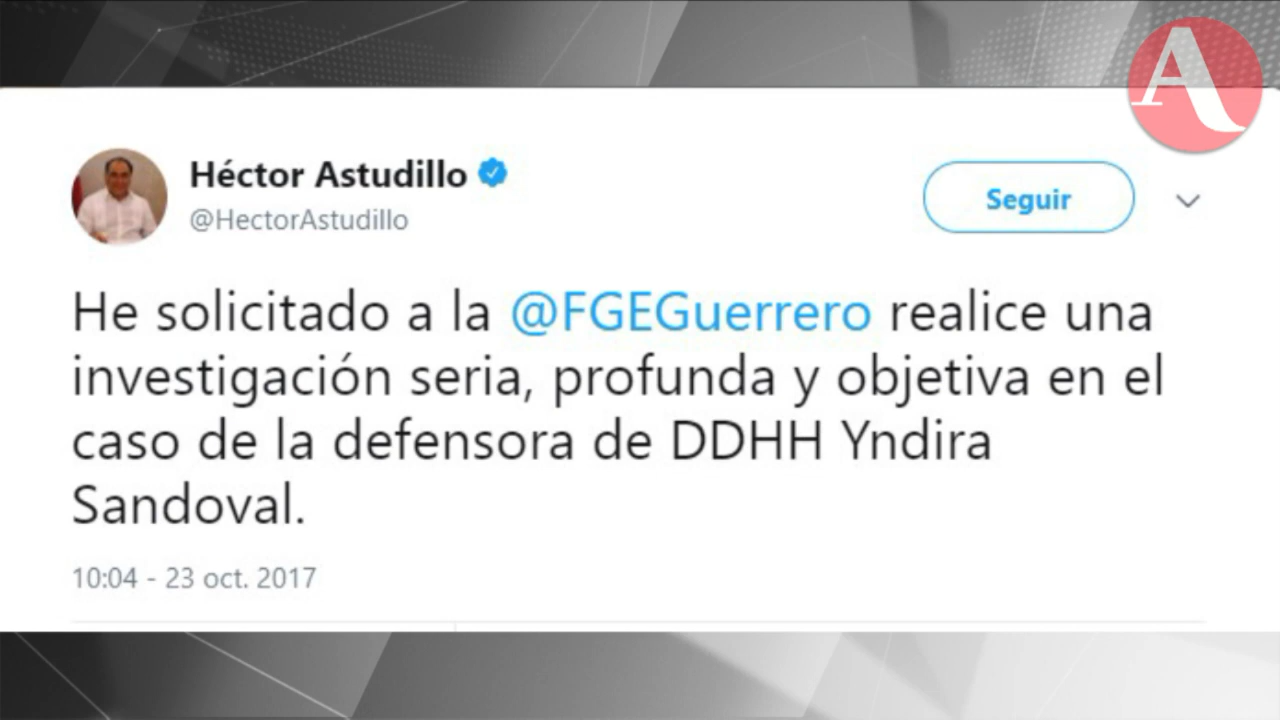 A
Héctor Astudillo
@HectorAstudillo
Seguir
He solicitado a la @FGEGuerrero realice una
investigación seria, profunda y objetiva en el
caso de la defensora de DDHH Yndira
Sandoval.
10:04 - 23 oct. 2017